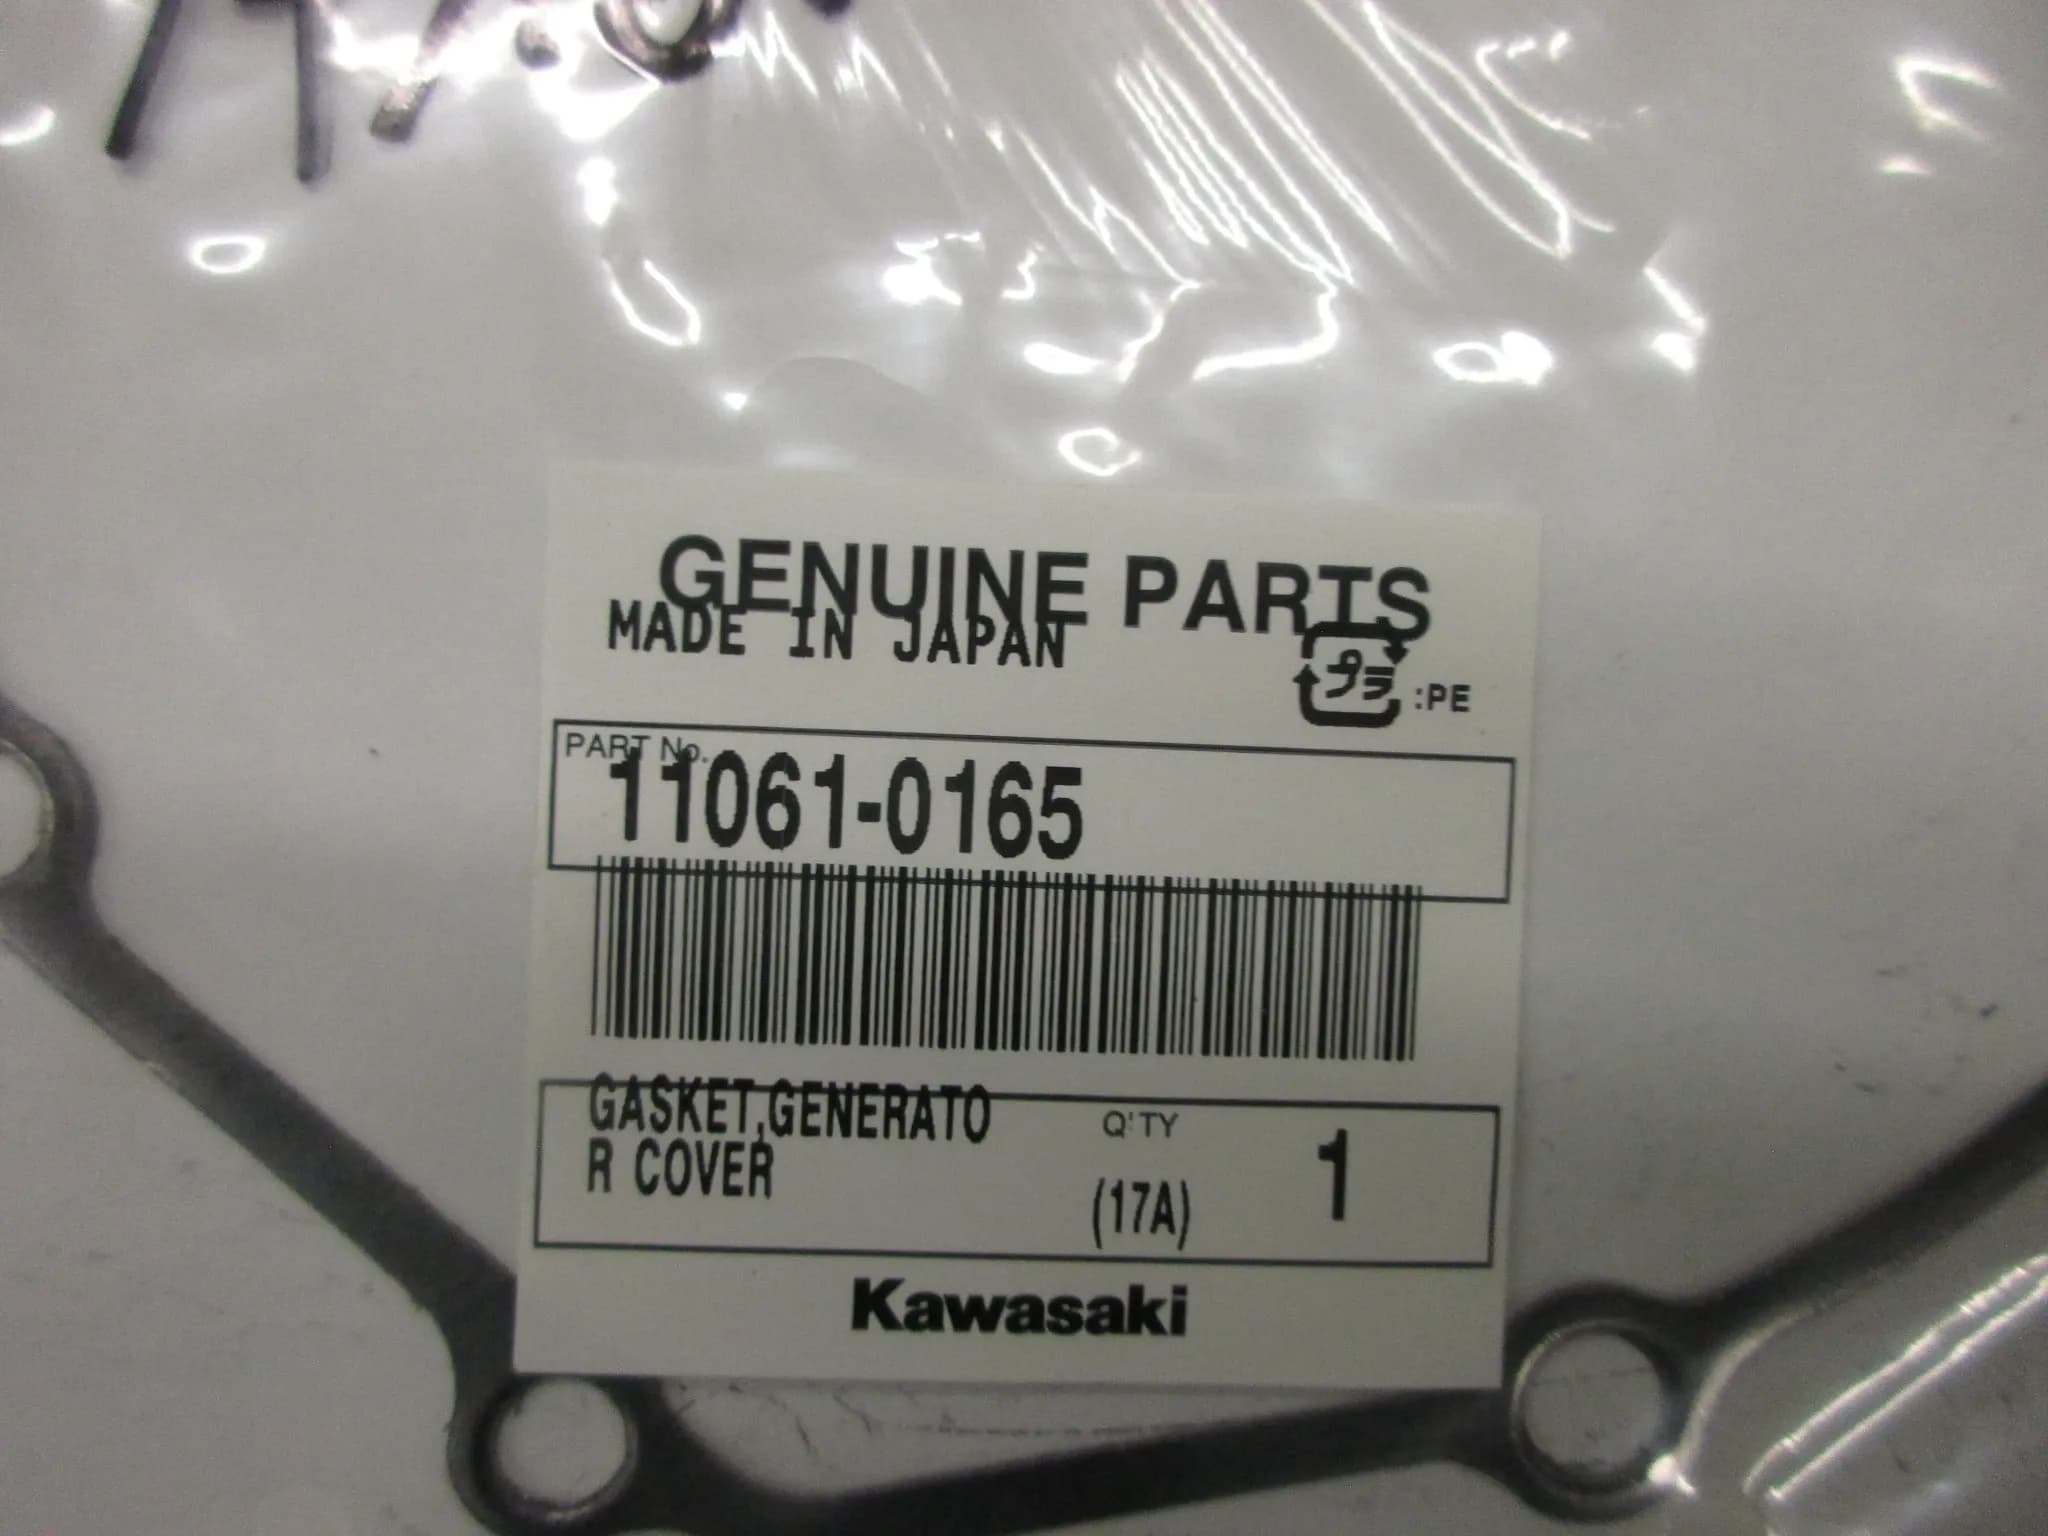 GENUINE PARTS
MADE IN JAPAN
プラ :PE
PART No.
11061-0165
GASKET,GENERATO
R COVER
Q'TY
(17A)
1
Kawasaki